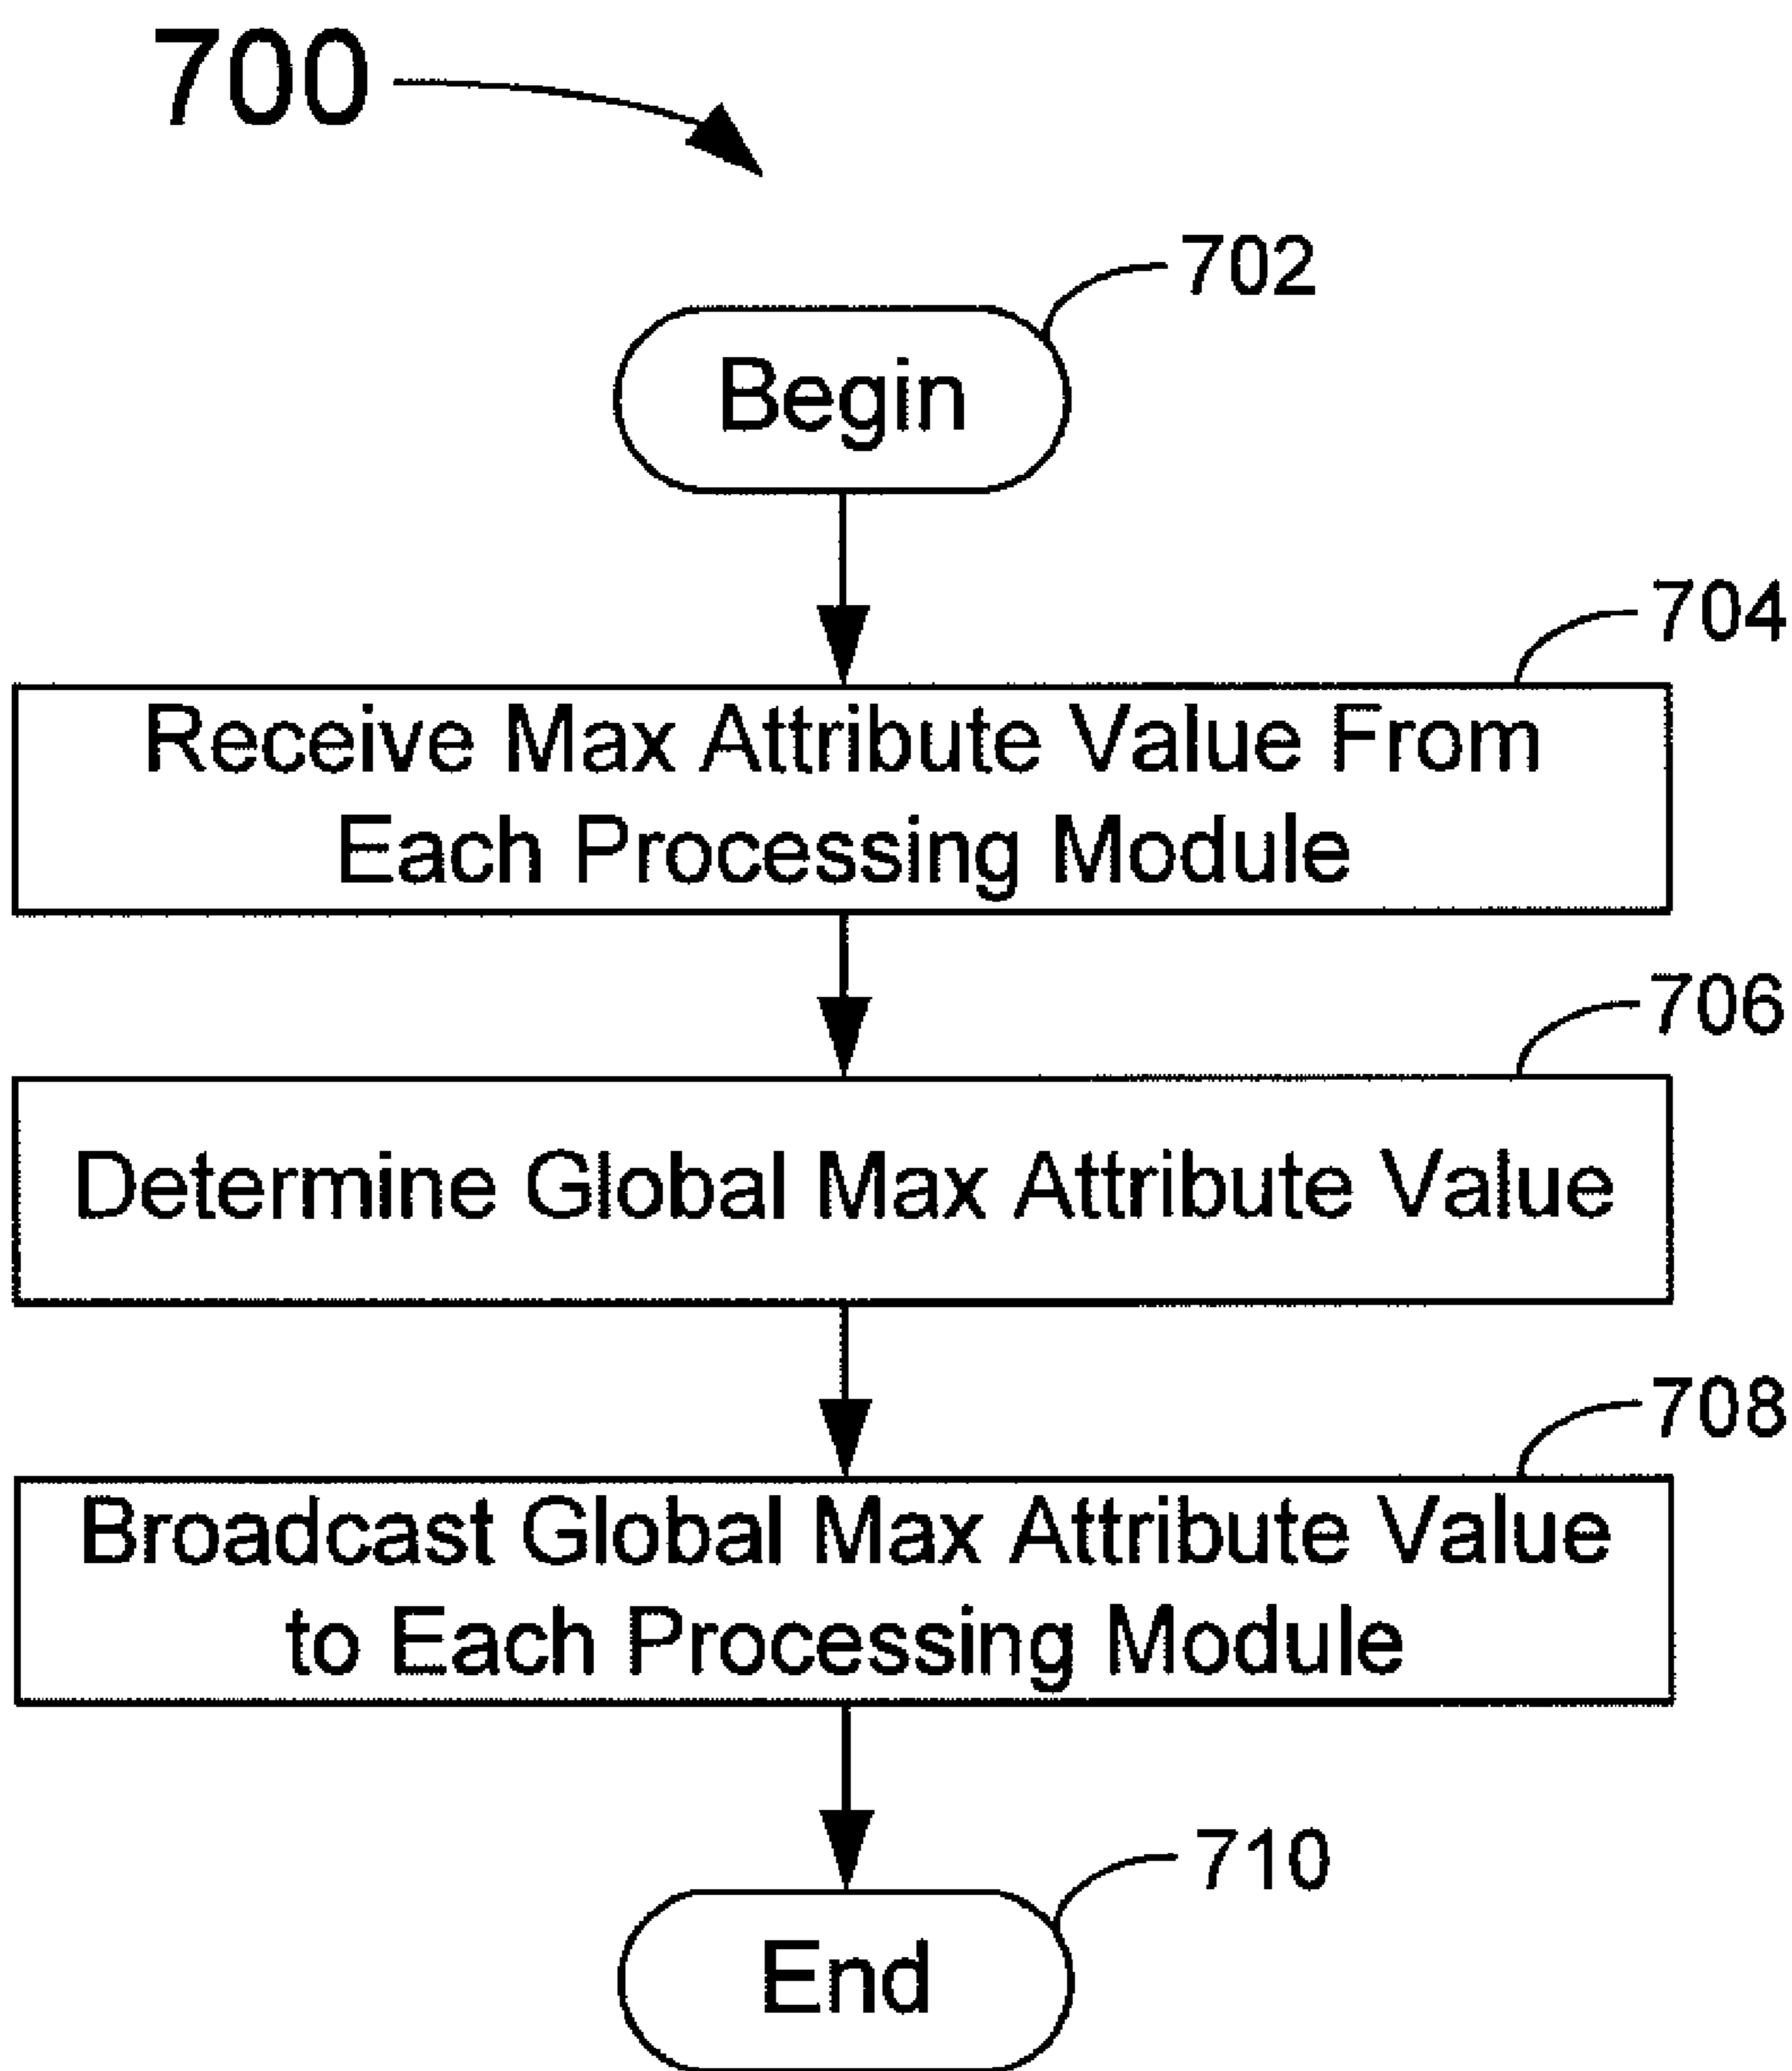 700
702
Begin
704
Receive Max Attribute Value From
Each Processing Module
706
Determine Global Max Attribute Value
708
Broadcast Global Max Attribute Value
to Each Processing Module
710
End